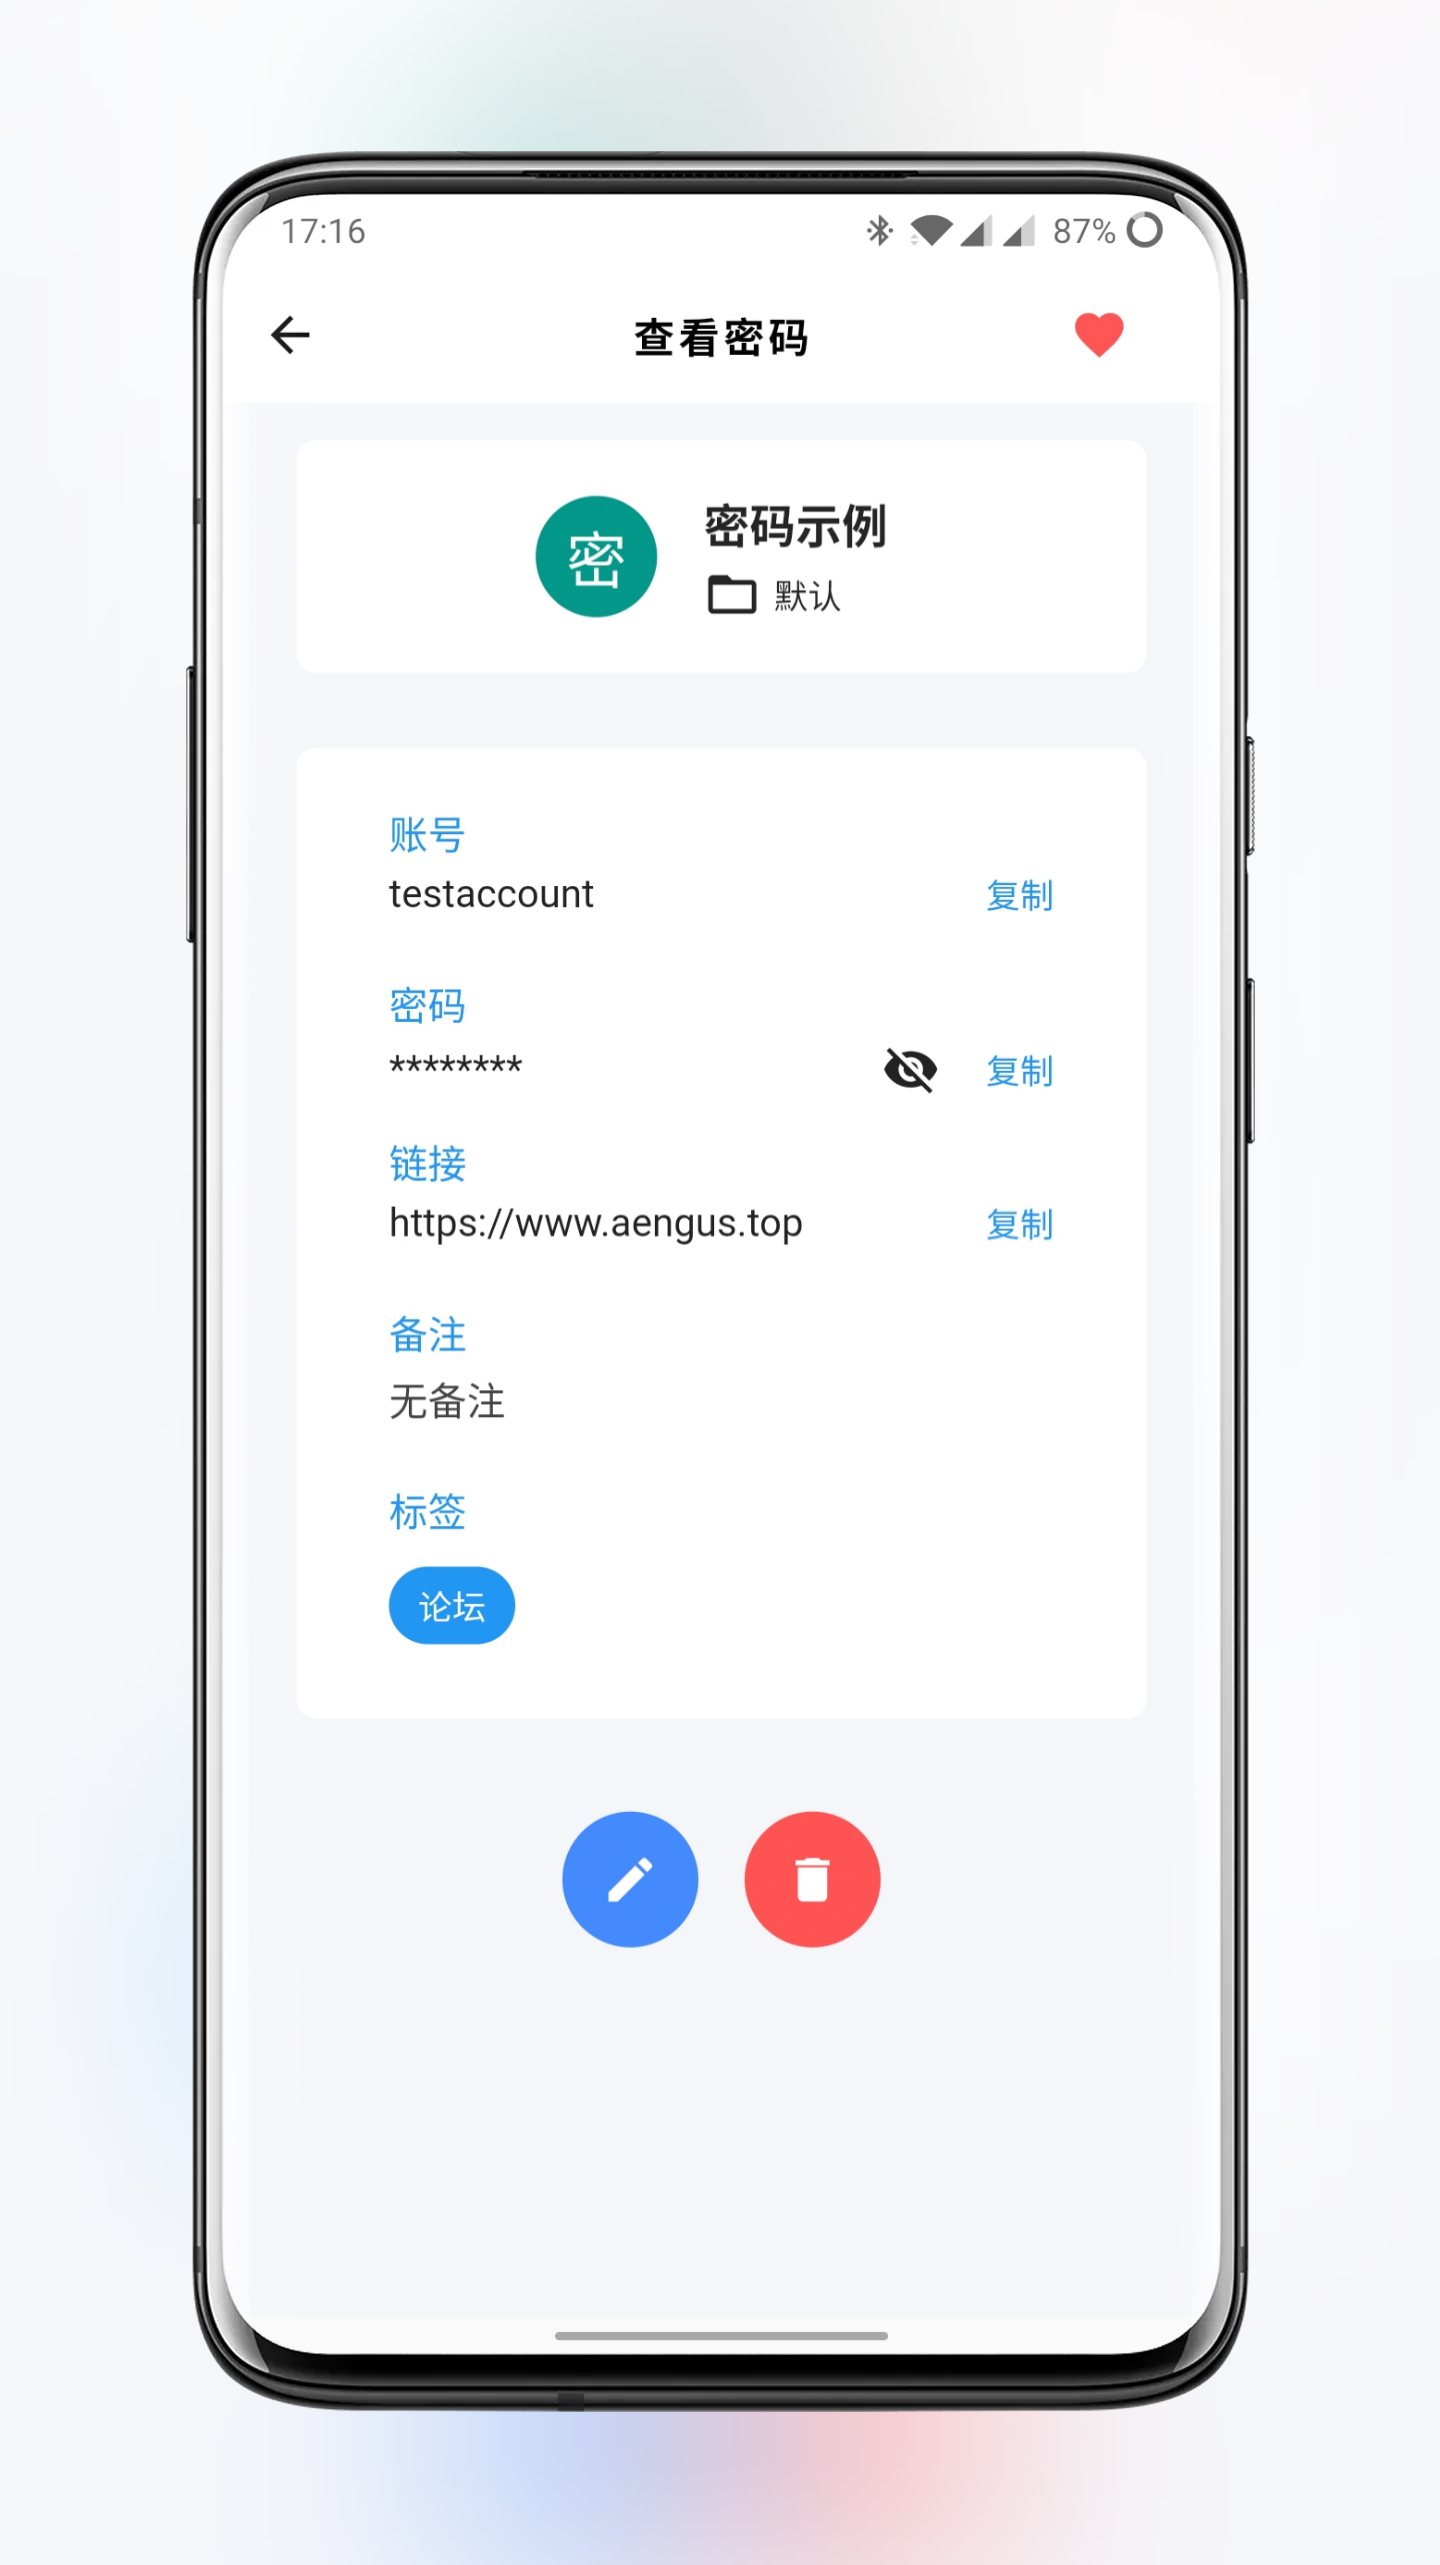 17:16 87%
查看密码
密
密码示例
默认
账号
testaccount 复制
密码
******** 复制
链接
https://www.aengus.top 复制
备注
无备注
标签
论坛